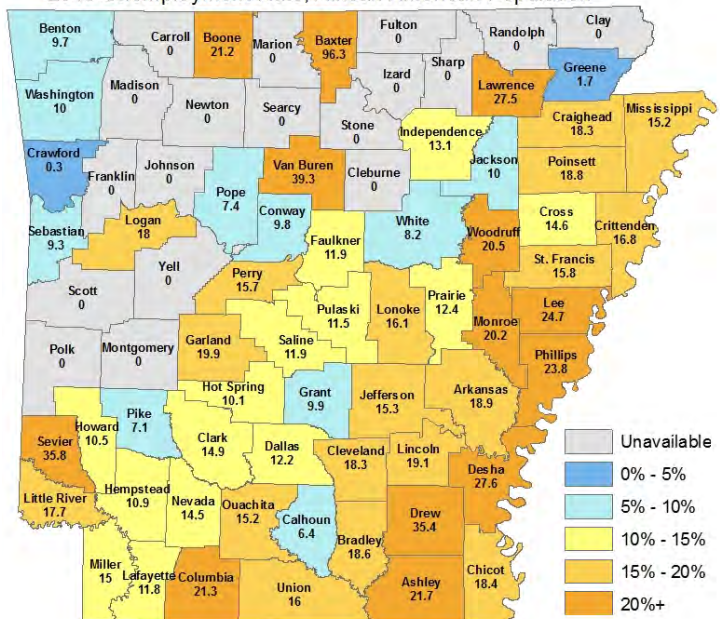 Unemployment Rate, African American Population
Benton
9.7
Carroll
0
Boone
21.2
Marion
0
Baxter
96.3
Fulton
0
Randolph
0
Clay
0
Izard
0
Sharp
0
Greene
1.7
Lawrence
27.5
Washington
10
Madison
0
Newton
0
Searcy
0
Stone
0
Independence
13.1
Craighead
18.3
Mississippi
15.2
Crawford
0.3
Franklin
0
Johnson
0
Pope
7.4
Van Buren
39.3
Cleburne
0
Jackson
10
Poinsett
18.8
Sebastian
9.3
Logan
18
Conway
9.8
Faulkner
11.9
White
8.2
Woodruff
20.5
Cross
14.6
Crittenden
16.8
St. Francis
15.8
Scott
0
Yell
0
Perry
15.7
Pulaski
11.5
Lonoke
16.1
Prairie
12.4
Monroe
20.2
Lee
24.7
Phillips
23.8
Polk
0
Montgomery
0
Garland
19.9
Saline
11.9
Hot Spring
10.1
Grant
9.9
Jefferson
15.3
Arkansas
18.9
Sevier
35.8
Howard
10.5
Pike
7.1
Clark
14.9
Dallas
12.2
Cleveland
18.3
Lincoln
19.1
Desha
27.6
Little River
17.7
Hempstead
10.9
Nevada
14.5
Ouachita
15.2
Calhoun
6.4
Bradley
18.6
Drew
35.4
Miller
15
Lafayette
11.8
Columbia
21.3
Union
16
Ashley
21.7
Chicot
18.4
Unavailable
0% - 5%
5% - 10%
10% - 15%
15% - 20%
20%+